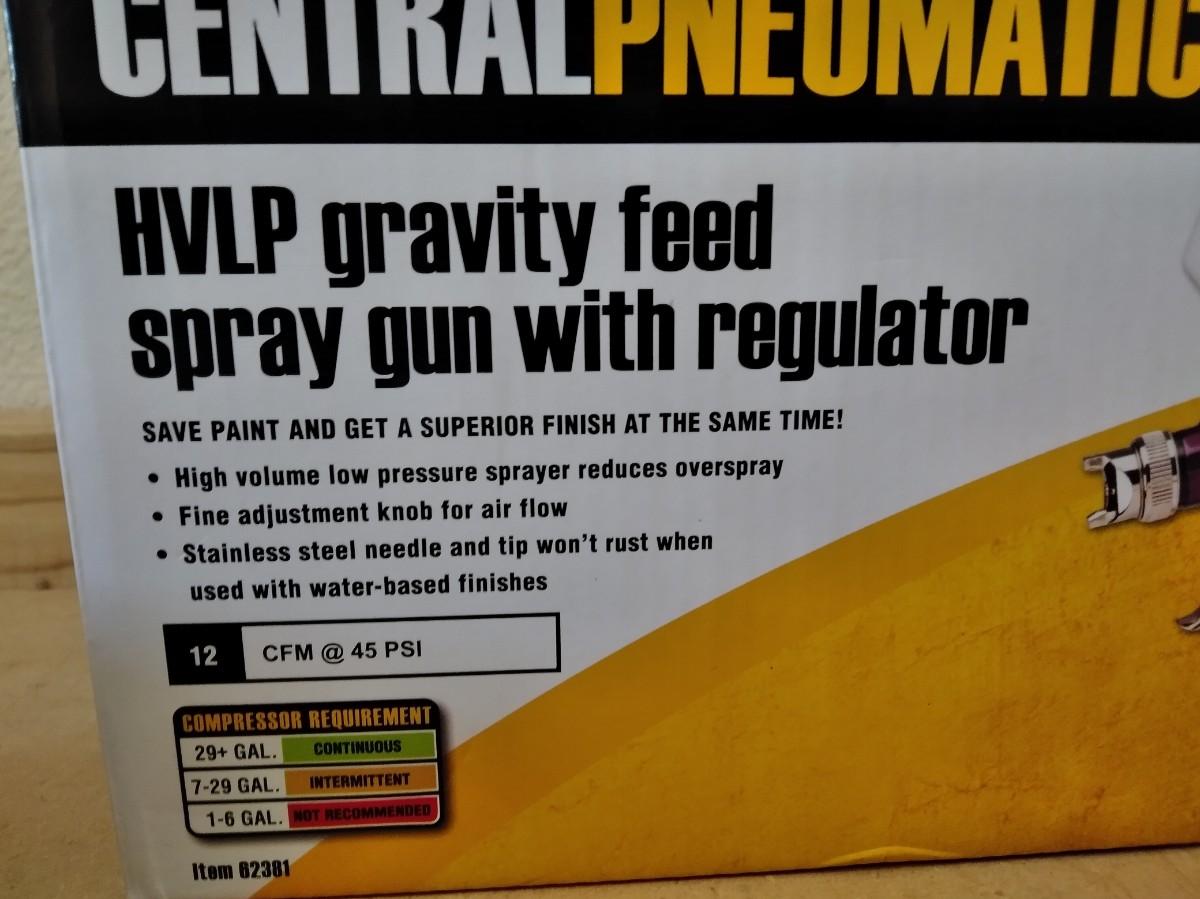 CENTRALPNEUMATIC
HVLP gravity feed
spray gun with regulator
SAVE PAINT AND GET A SUPERIOR FINISH AT THE SAME TIME!
• High volume low pressure sprayer reduces overspray
• Fine adjustment knob for air flow
• Stainless steel needle and tip won't rust when
used with water-based finishes
12 CFM @ 45 PSI
COMPRESSOR REQUIREMENT
29+ GAL. CONTINUOUS
7-29 GAL. INTERMITTENT
1-6 GAL. NOT RECOMMENDED
Item 62381